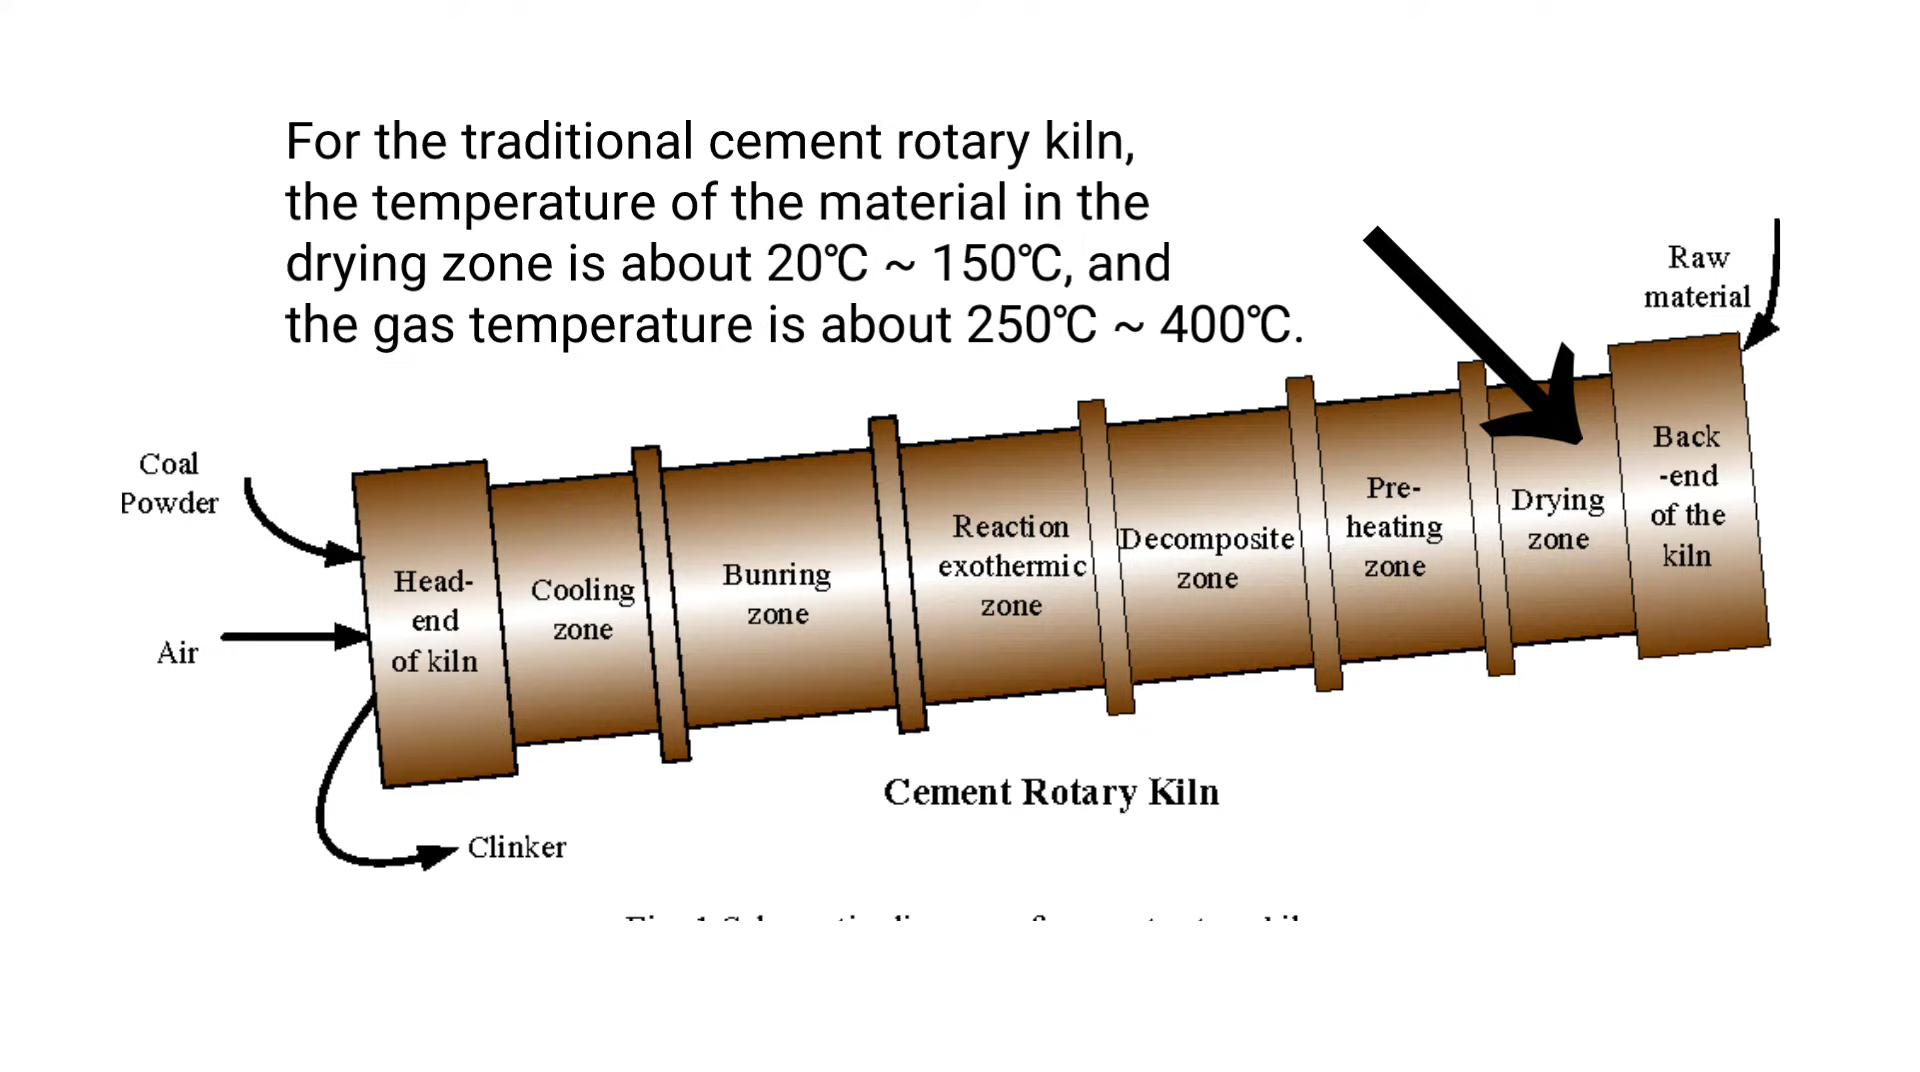 For the traditional cement rotary kiln,
the temperature of the material in the
drying zone is about 20℃ ~ 150℃, and
the gas temperature is about 250℃ ~ 400℃.
Raw
material
Coal
Powder
Air
Head-
end
of kiln
Cooling
zone
Bunring
zone
Reaction
exothermic
zone
Decomposite
zone
Pre-
heating
zone
Drying
zone
Back
-end
of the
kiln
Cement Rotary Kiln
Clinker